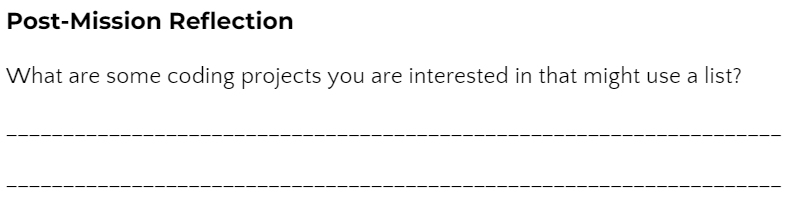 Post-Mission Reflection
What are some coding projects you are interested in that might use a list?